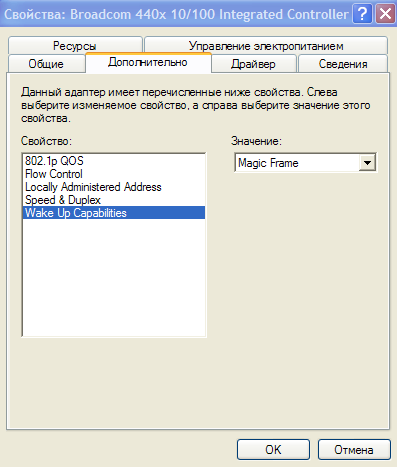 Свойства: Broadcom 440x 10/100 Integrated Controller
Ресурсы
Управление электропитанием
Общие
Дополнительно
Драйвер
Сведения
Данный адаптер имеет перечисленные ниже свойства. Слева
выберите изменяемое свойство, а справа выберите значение этого
свойства.
Свойство:
Значение:
802.1p QOS
Flow Control
Locally Administered Address
Speed & Duplex
Wake Up Capabilities
Magic Frame
OK
Отмена